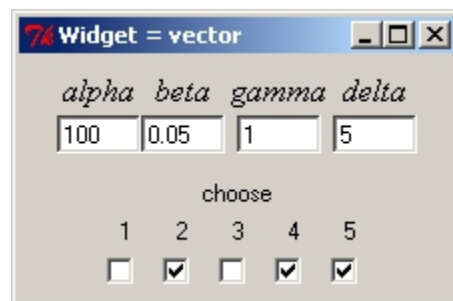 Widget = vector
alpha beta gamma delta
100 0.05 1 5
choose
1 2 3 4 5